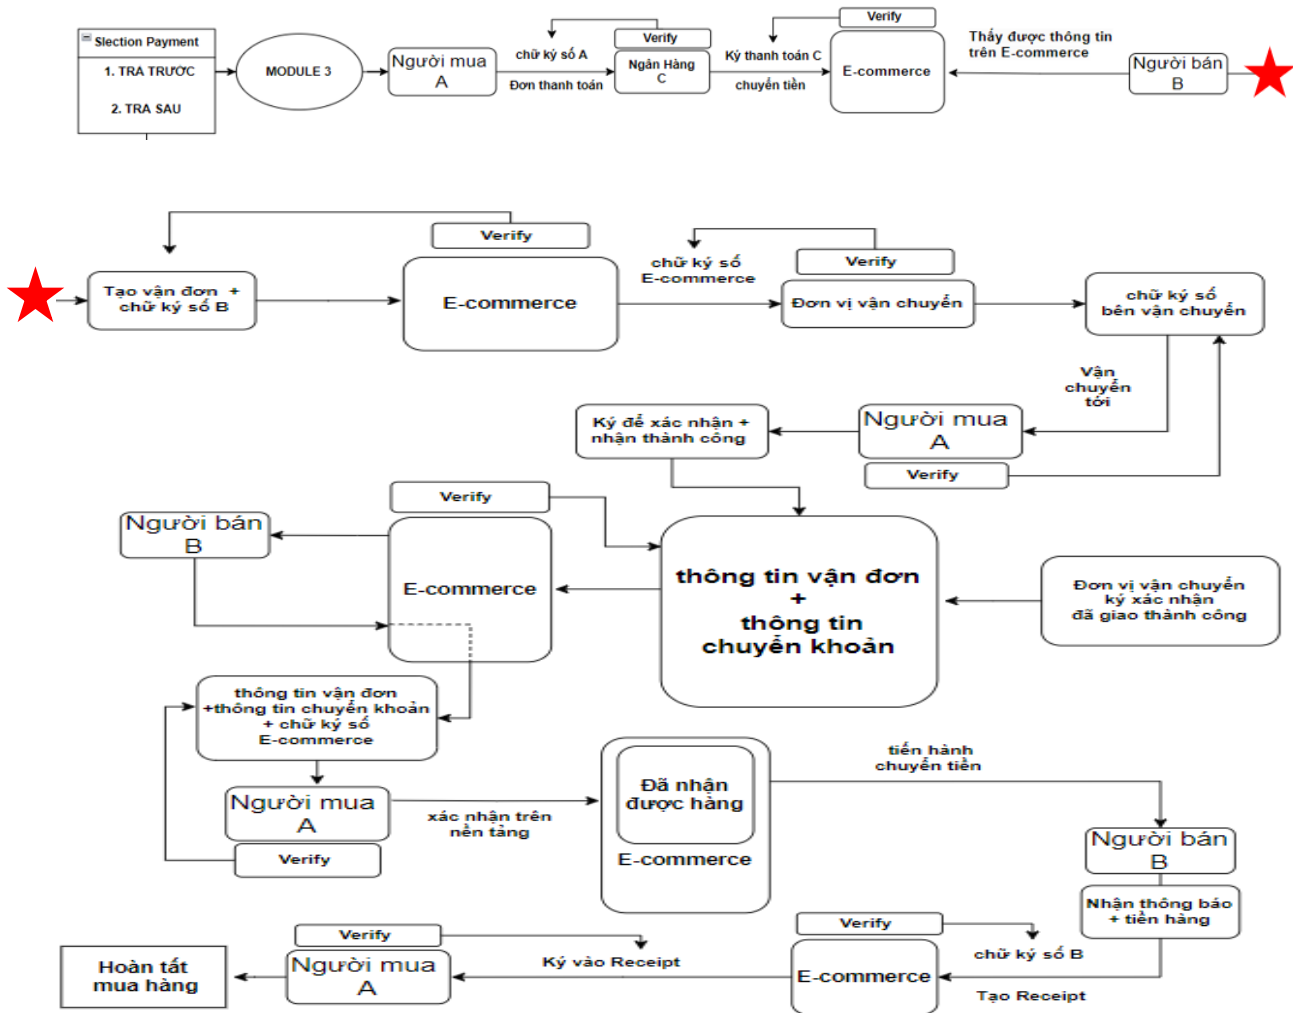 Slection Payment
1. TRẢ TRƯỚC
2. TRẢ SAU
MODULE 3
Người mua
A
chữ ký số A
Đơn thanh toán
Verify
Ngân Hàng
C
Ký thanh toán C
chuyển tiền
Verify
E-commerce
Thấy được thông tin
trên E-commerce
Người bán
B
Tạo vận đơn +
chữ ký số B
Verify
E-commerce
chữ ký số
E-commerce
Verify
Đơn vị vận chuyển
chữ ký số
bên vận chuyển
Vận
chuyển
tới
Người mua
A
Verify
Ký để xác nhận +
nhận thành công
Verify
Người bán
B
E-commerce
thông tin vận đơn
+
thông tin
chuyển khoản
Đơn vị vận chuyển
ký xác nhận
đã giao thành công
thông tin vận đơn
+thông tin chuyển khoản
+ chữ ký số
E-commerce
Người mua
A
Verify
xác nhận trên
nền tảng
Đã nhận
được hàng
E-commerce
tiến hành
chuyển tiền
Người bán
B
Nhận thông báo
+ tiền hàng
Verify
chữ ký số B
E-commerce
Tạo Receipt
Verify
Ký vào Receipt
Người mua
A
Hoàn tất
mua hàng